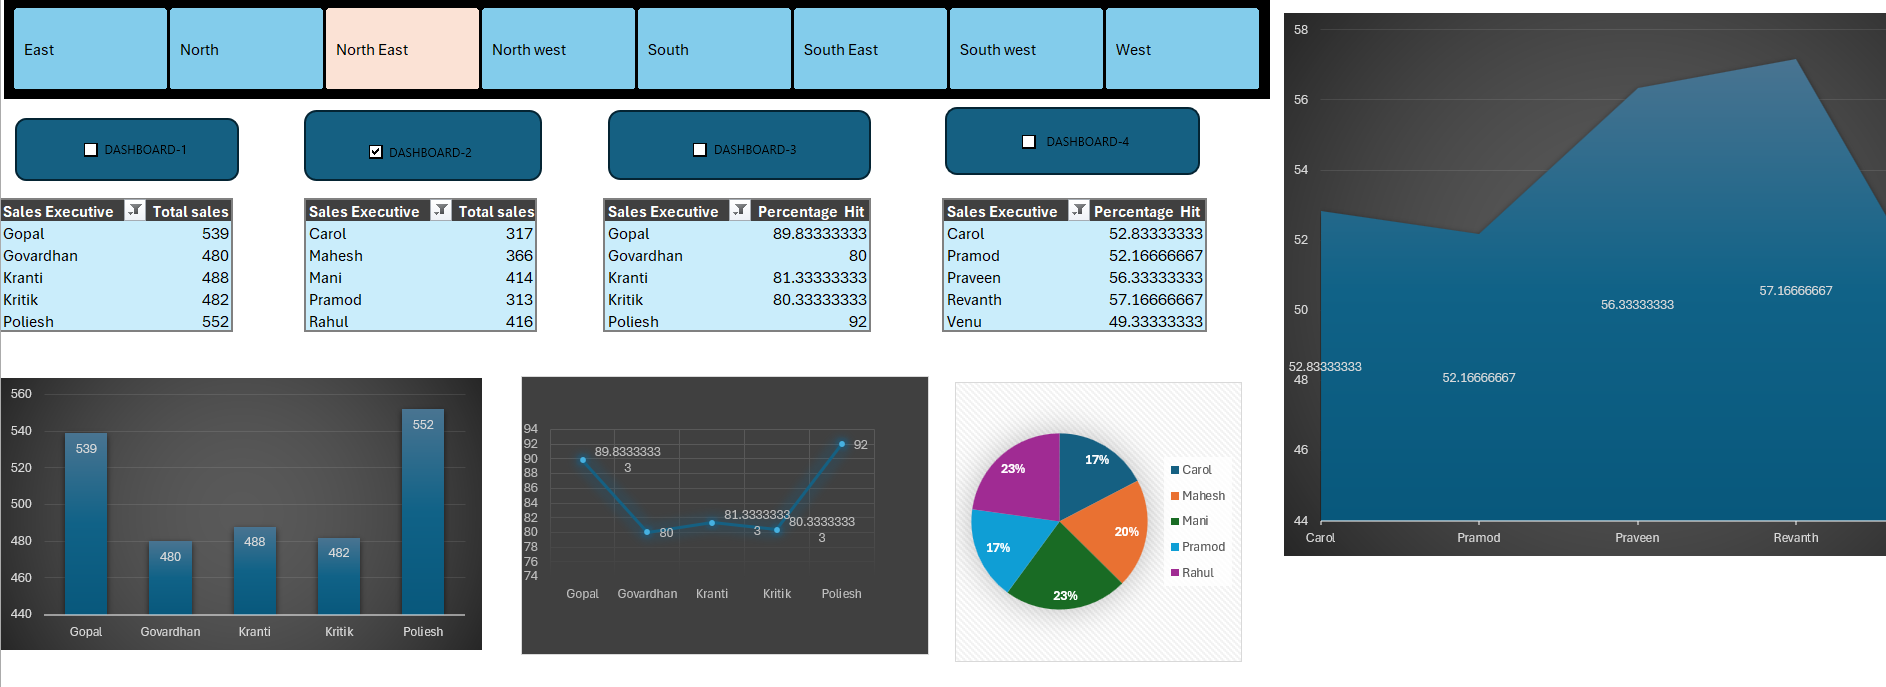 East
North
North East
North west
South
South East
South west
West
DASHBOARD-1
DASHBOARD-2
DASHBOARD-3
DASHBOARD-4
Sales Executive Total sales
Gopal 539
Govardhan 480
Kranti 488
Kritik 482
Poliesh 552
Sales Executive Total sales
Carol 317
Mahesh 366
Mani 414
Pramod 313
Rahul 416
Sales Executive Percentage Hit
Gopal 89.83333333
Govardhan 80
Kranti 81.33333333
Kritik 80.33333333
Poliesh 92
Sales Executive Percentage Hit
Carol 52.83333333
Pramod 52.16666667
Praveen 56.33333333
Revanth 57.16666667
Venu 49.33333333
560
540
520
500
480
460
440
539
480
488
482
552
Gopal Govardhan Kranti Kritik Poliesh
94
92
90
88
86
84
82
80
78
76
74
89.8333333
3
80
81.3333333
3
80.3333333
3
92
Gopal Govardhan Kranti Kritik Poliesh
17%
20%
23%
17%
23%
Carol
Mahesh
Mani
Pramod
Rahul
58
56
54
52
50
48
46
44
52.83333333
52.16666667
56.33333333
57.16666667
Carol Pramod Praveen Revanth